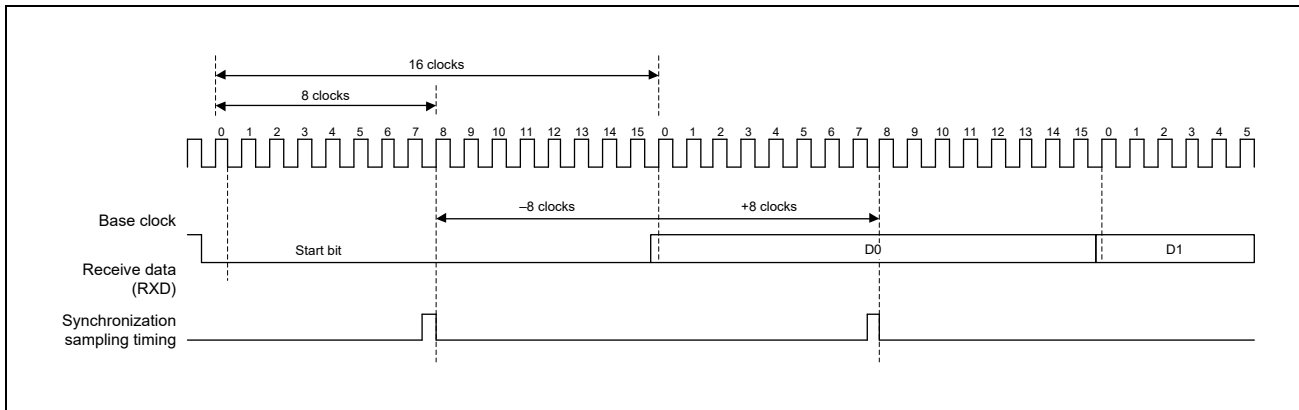 16 clocks
8 clocks
0 1 2 3 4 5 6 7 8 9 10 11 12 13 14 15 0 1 2 3 4 5 6 7 8 9 10 11 12 13 14 15 0 1 2 3 4 5
–8 clocks +8 clocks
Base clock
Start bit D0 D1
Receive data
(RXD)
Synchronization
sampling timing